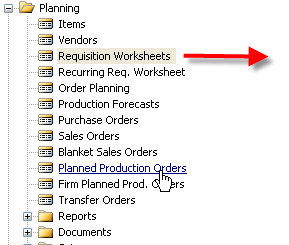 Planning
Items
Vendors
Requisition Worksheets
Recurring Req. Worksheet
Order Planning
Production Forecasts
Purchase Orders
Sales Orders
Blanket Sales Orders
Planned Production Orders
Firm Planned Prod. Orders
Transfer Orders
Reports
Documents